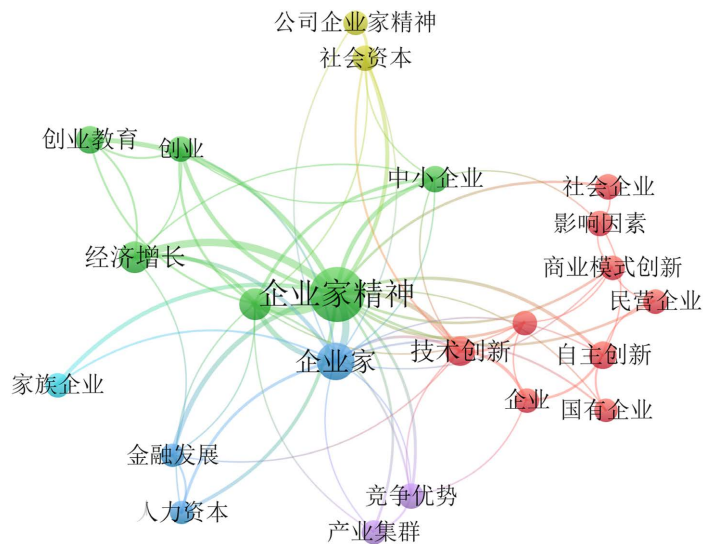 公司企业家精神
社会资本
创业教育
创业
中小企业
社会企业
影响因素
经济增长
商业模式创新
企业家精神
民营企业
技术创新
自主创新
企业家
家族企业
企业
国有企业
金融发展
竞争优势
人力资本
产业集群